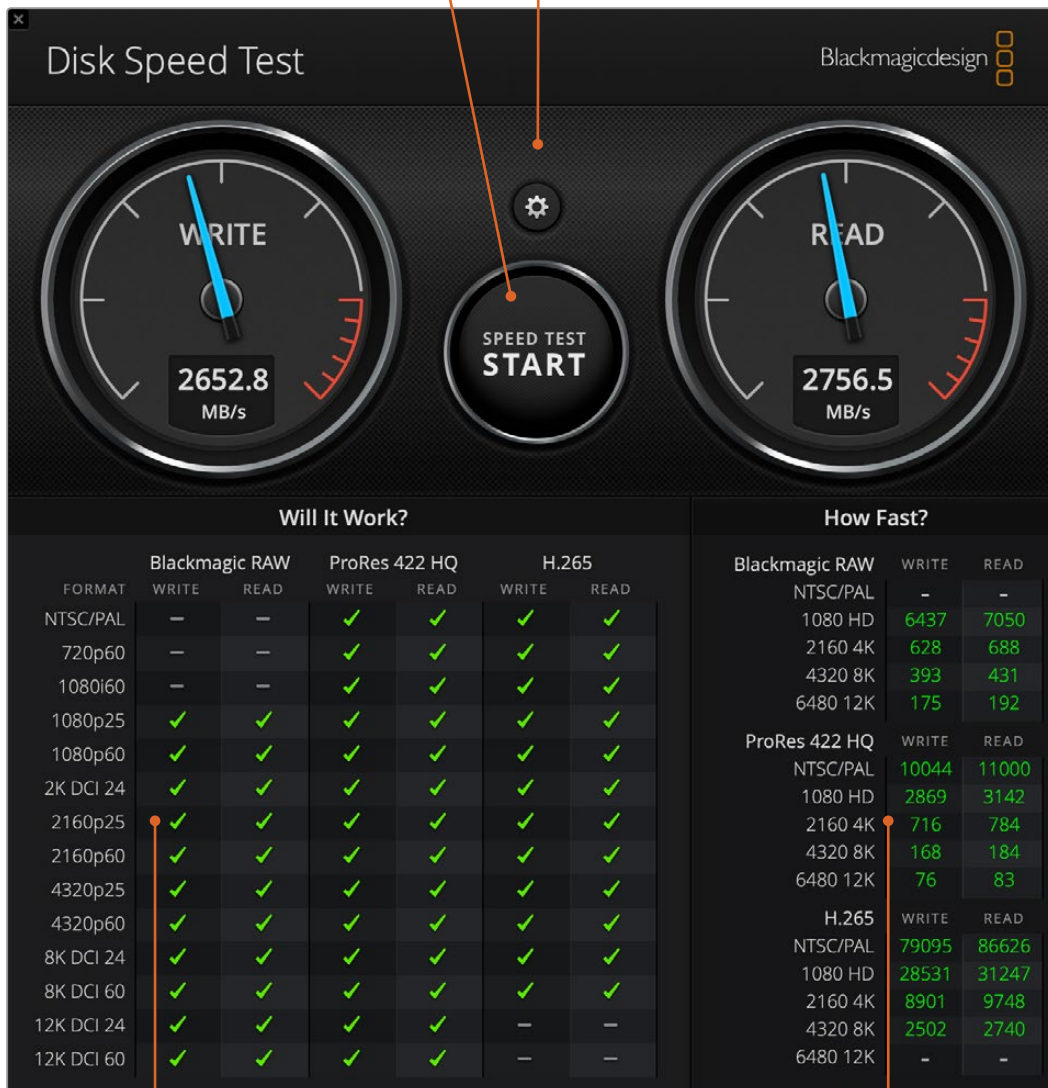 Disk Speed Test
Blackmagicdesign
WRITE
2652.8
MB/s
SPEED TEST
START
READ
2756.5
MB/s
Will It Work?
Blackmagic RAW ProRes 422 HQ H.265
FORMAT WRITE READ WRITE READ WRITE READ
NTSC/PAL – – ✓ ✓ ✓ ✓
720p60 – – ✓ ✓ ✓ ✓
1080i60 – – ✓ ✓ ✓ ✓
1080p25 ✓ ✓ ✓ ✓ ✓ ✓
1080p60 ✓ ✓ ✓ ✓ ✓ ✓
2K DCI 24 ✓ ✓ ✓ ✓ ✓ ✓
2160p25 ✓ ✓ ✓ ✓ ✓ ✓
2160p60 ✓ ✓ ✓ ✓ ✓ ✓
4320p25 ✓ ✓ ✓ ✓ ✓ ✓
4320p60 ✓ ✓ ✓ ✓ ✓ ✓
8K DCI 24 ✓ ✓ ✓ ✓ ✓ ✓
8K DCI 60 ✓ ✓ ✓ ✓ ✓ ✓
12K DCI 24 ✓ ✓ ✓ ✓ – –
12K DCI 60 ✓ ✓ ✓ ✓ – –
How Fast?
Blackmagic RAW WRITE READ
NTSC/PAL - -
1080 HD 6437 7050
2160 4K 628 688
4320 8K 393 431
6480 12K 175 192
ProRes 422 HQ WRITE READ
NTSC/PAL 10044 11000
1080 HD 2869 3142
2160 4K 716 784
4320 8K 168 184
6480 12K 76 83
H.265 WRITE READ
NTSC/PAL 79095 86626
1080 HD 28531 31247
2160 4K 8901 9748
4320 8K 2502 2740
6480 12K - -